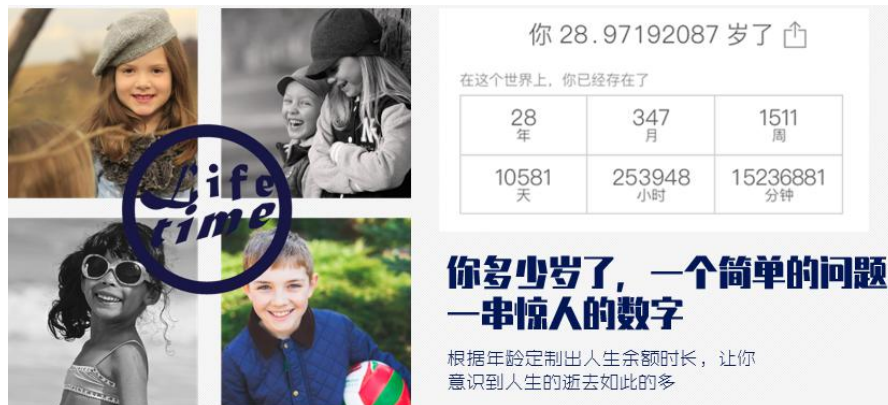 Life
time
你 28.97192087 岁了
在这个世界上，你已经存在了
28
年
347
月
1511
周
10581
天
253948
小时
15236881
分钟
你多少岁了，一个简单的问题
一串惊人的数字
根据年龄定制出人生余额时长，让你
意识到人生的逝去如此的多